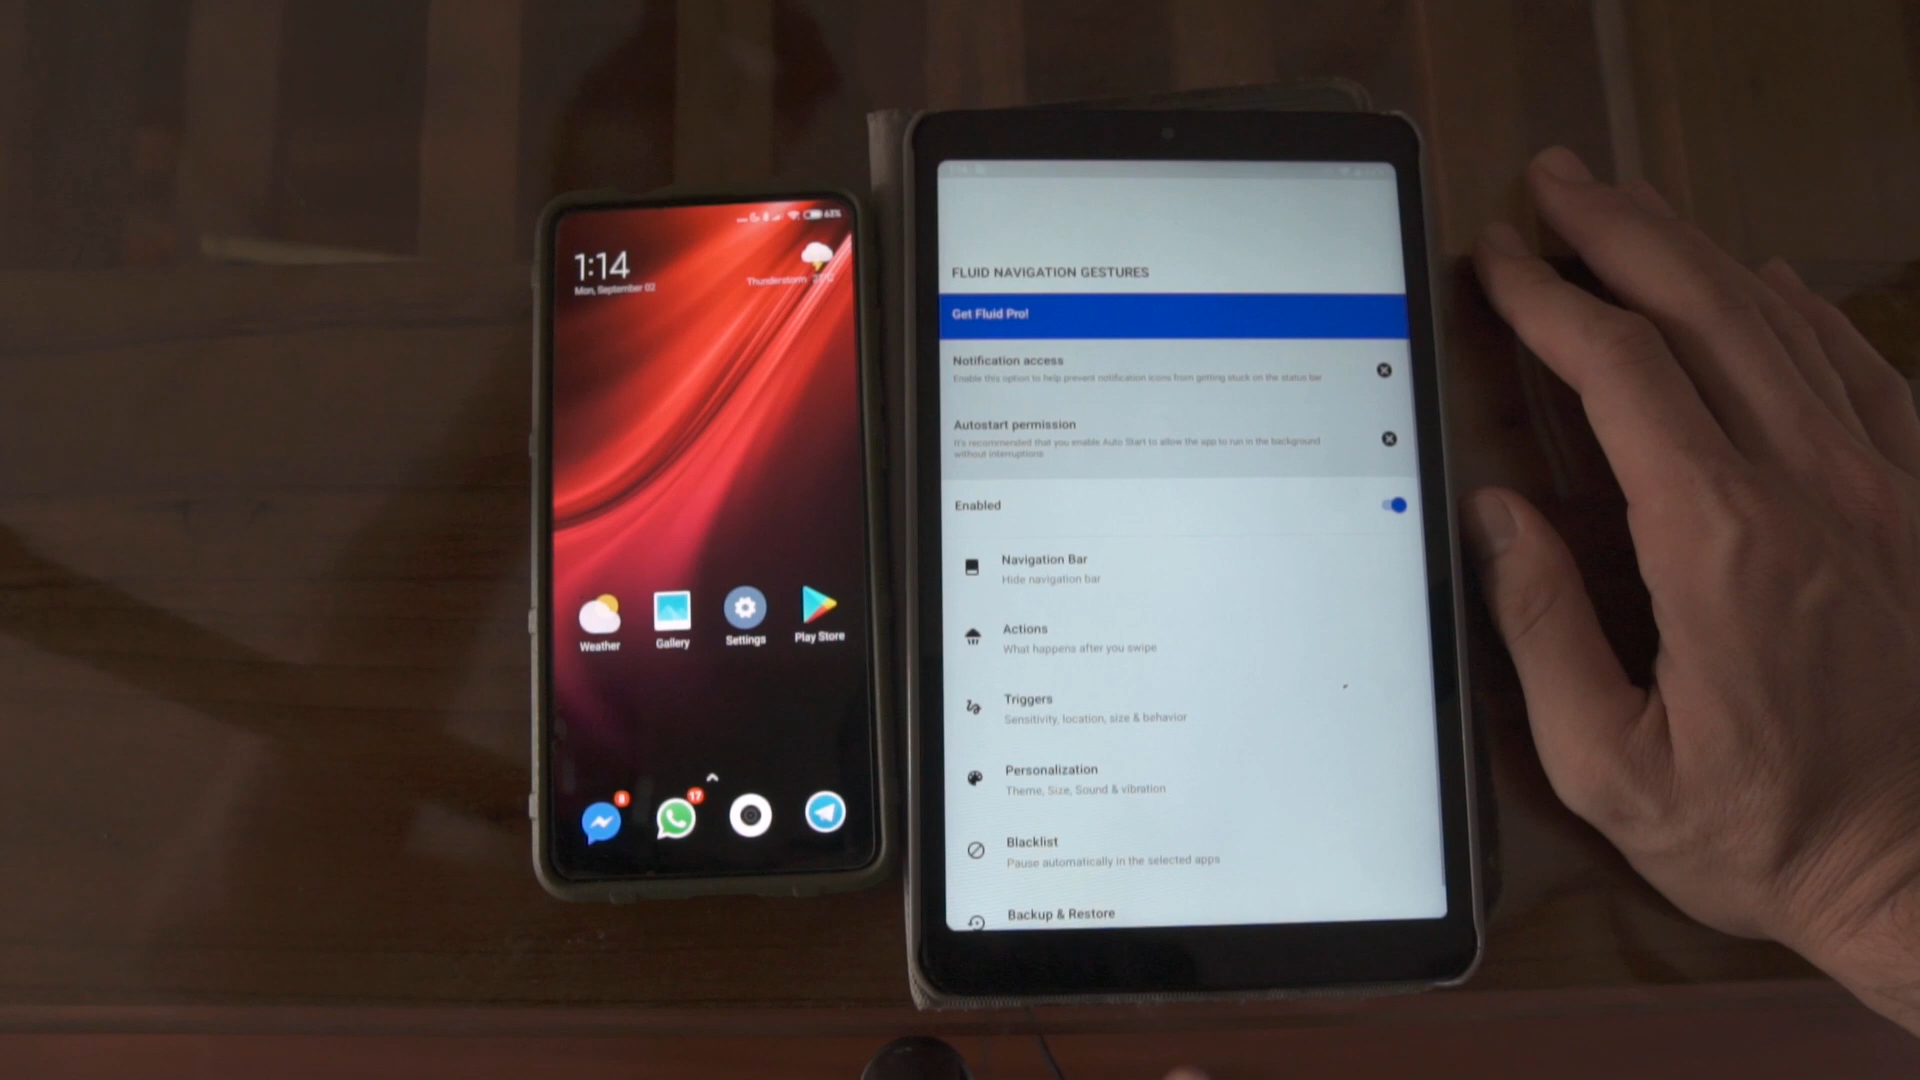 63%
1:14
Mon, September 02
Thunderstorm
Weather
Gallery
Settings
Play Store
8
17
FLUID NAVIGATION GESTURES
Get Fluid Pro!
Notification access
Enable this option to help prevent notification icons from getting stuck on the status bar
Autostart permission
It's recommended that you enable Auto Start to allow the app to run in the background
without interruptions
Enabled
Navigation Bar
Hide navigation bar
Actions
What happens after you swipe
Triggers
Sensitivity, location, size & behavior
Personalization
Theme, Size, Sound & vibration
Blacklist
Pause automatically in the selected apps
Backup & Restore